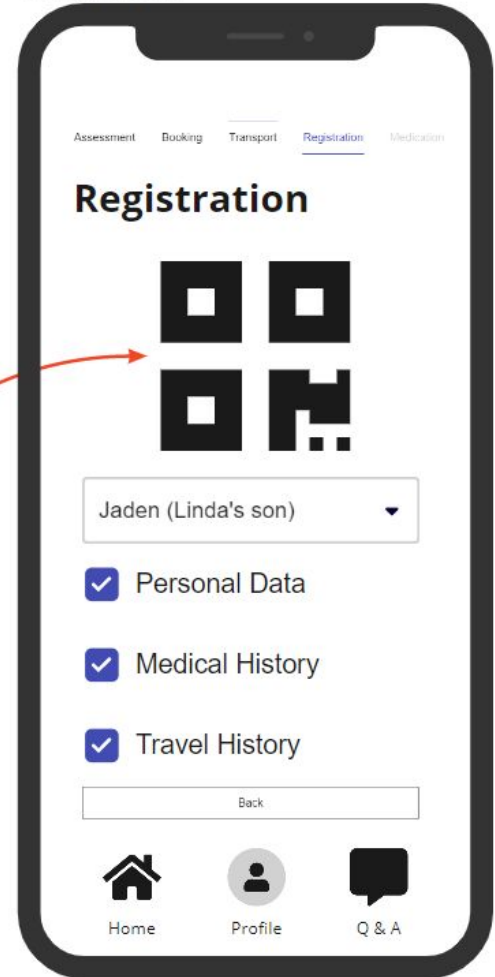 Assessment Booking Transport Registration Medication
Registration
Jaden (Linda's son)
Personal Data
Medical History
Travel History
Back
Home Profile Q & A